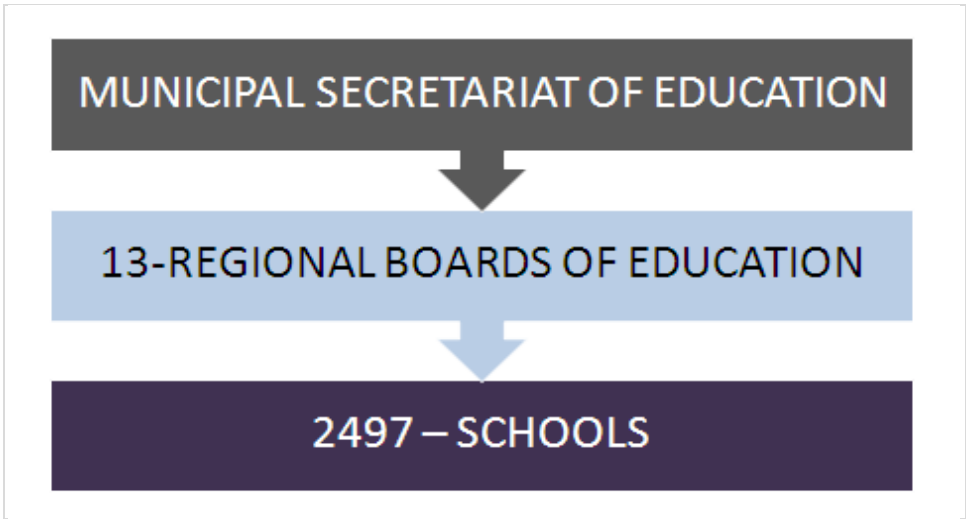 MUNICIPAL SECRETARIAT OF EDUCATION
13-REGIONAL BOARDS OF EDUCATION
2497 – SCHOOLS